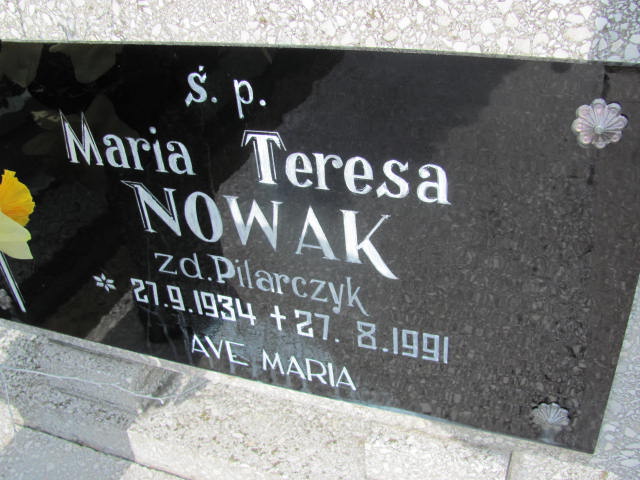 Ś. p.
Maria Teresa
NOWAK
zd. Pilarczyk
* 27.9.1934 + 27. 8.1991
AVE MARIA